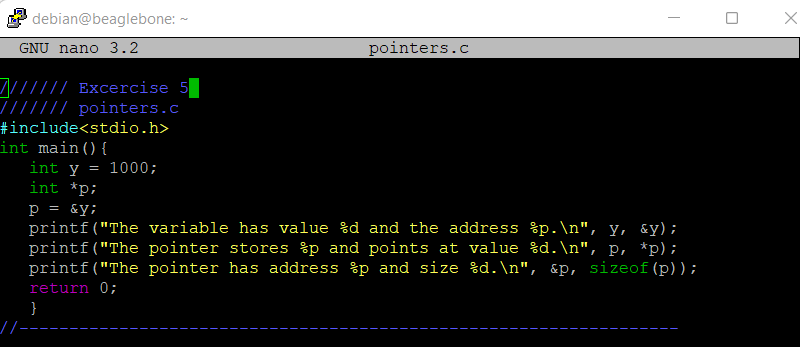 debian@beaglebone: ~
GNU nano 3.2 pointers.c
/////// Excercise 5
/////// pointers.c
#include<stdio.h>
int main(){
int y = 1000;
int *p;
p = &y;
printf("The variable has value %d and the address %p.\n", y, &y);
printf("The pointer stores %p and points at value %d.\n", p, *p);
printf("The pointer has address %p and size %d.\n", &p, sizeof(p));
return 0;
}
//------------------------------------------------------------------